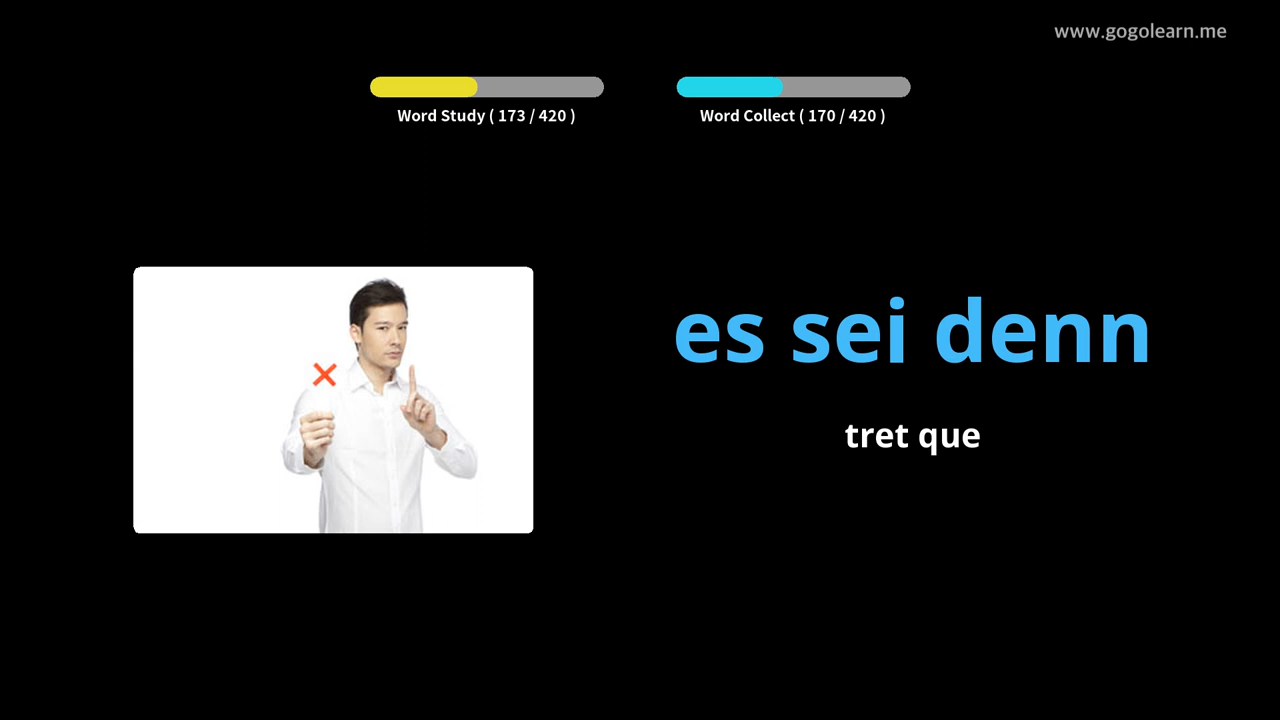 www.gogolearn.me
Word Study ( 173 / 420 )
Word Collect ( 170 / 420 )
es sei denn
tret que